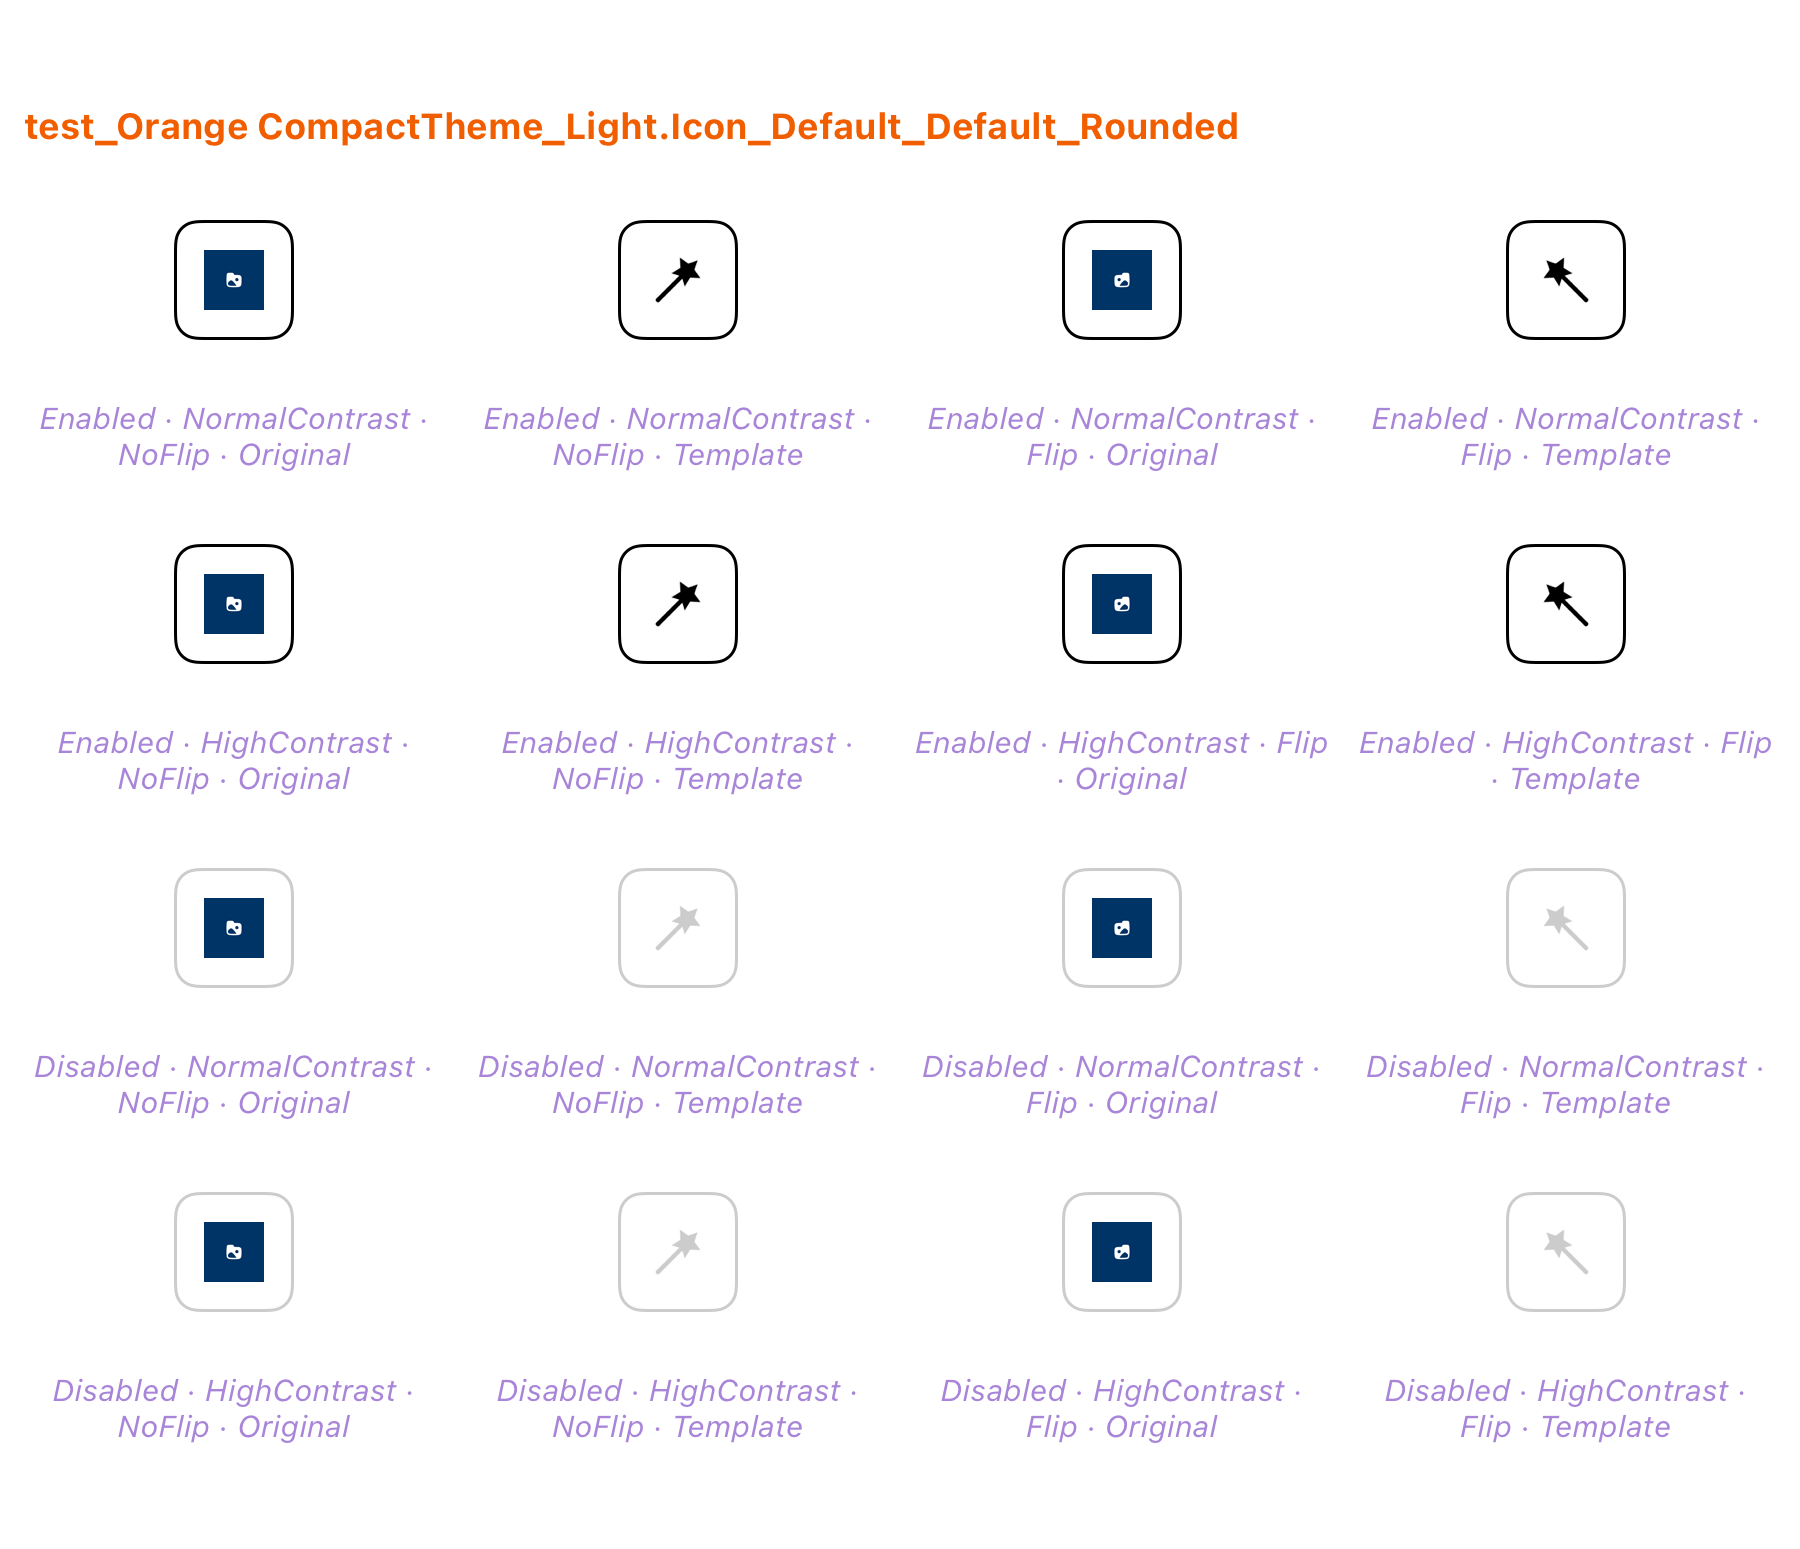 test_Orange CompactTheme_Light.Icon_Default_Default_Rounded
Enabled · NormalContrast ·
NoFlip · Original
Enabled · NormalContrast ·
NoFlip · Template
Enabled · NormalContrast ·
Flip · Original
Enabled · NormalContrast ·
Flip · Template
Enabled · HighContrast ·
NoFlip · Original
Enabled · HighContrast ·
NoFlip · Template
Enabled · HighContrast · Flip
· Original
Enabled · HighContrast · Flip
· Template
Disabled · NormalContrast ·
NoFlip · Original
Disabled · NormalContrast ·
NoFlip · Template
Disabled · NormalContrast ·
Flip · Original
Disabled · NormalContrast ·
Flip · Template
Disabled · HighContrast ·
NoFlip · Original
Disabled · HighContrast ·
NoFlip · Template
Disabled · HighContrast ·
Flip · Original
Disabled · HighContrast ·
Flip · Template